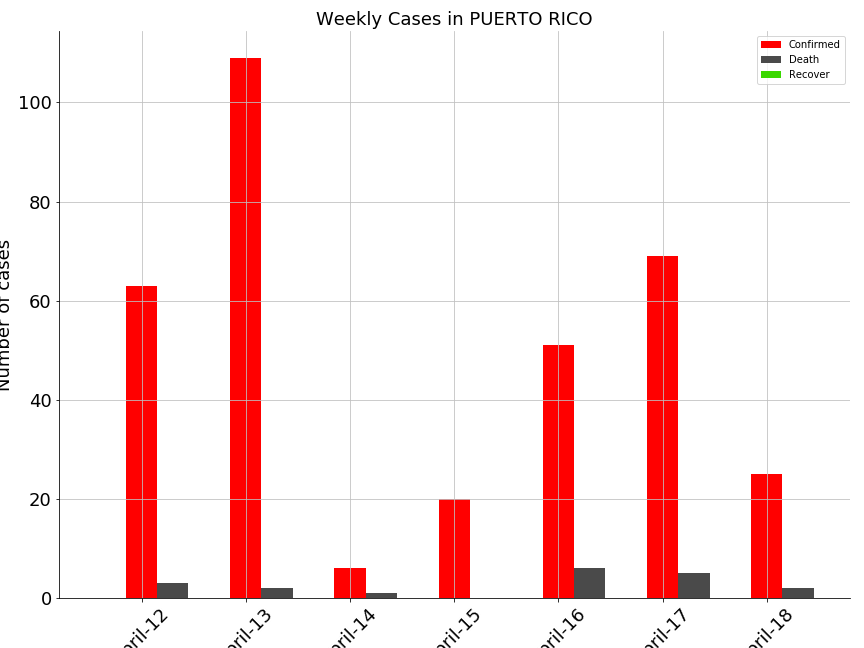 Weekly Cases in PUERTO RICO
Confirmed
Death
Recover
Number of cases
100
80
60
40
20
0
pril-12
pril-13
pril-14
pril-15
pril-16
pril-17
pril-18